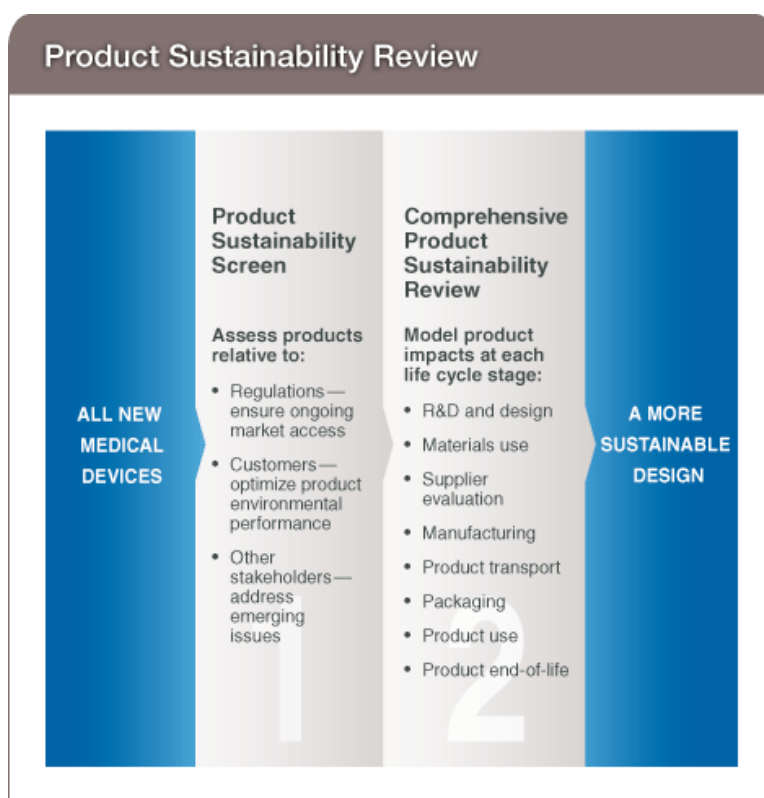 Product Sustainability Review
ALL NEW
MEDICAL
DEVICES
Product
Sustainability
Screen
Assess products
relative to:
• Regulations—
ensure ongoing
market access
• Customers—
optimize product
environmental
performance
• Other
stakeholders—
address
emerging
issues
1
Comprehensive
Product
Sustainability
Review
Model product
impacts at each
life cycle stage:
• R&D and design
• Materials use
• Supplier
evaluation
• Manufacturing
• Product transport
• Packaging
• Product use
• Product end-of-life
2
A MORE
SUSTAINABLE
DESIGN